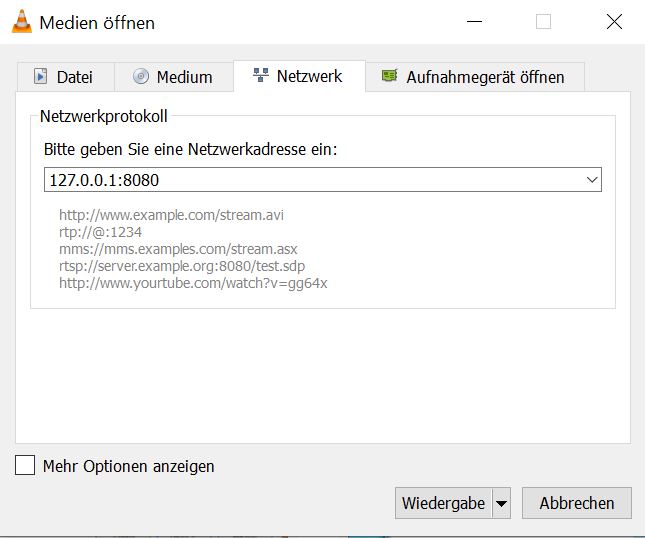 Medien öffnen
Datei Medium Netzwerk Aufnahmegerät öffnen
Netzwerkprotokoll
Bitte geben Sie eine Netzwerkadresse ein:
127.0.0.1:8080
http://www.example.com/stream.avi
rtp://@:1234
mms://mms.examples.com/stream.asx
rtsp://server.example.org:8080/test.sdp
http://www.yourtube.com/watch?v=gg64x
Mehr Optionen anzeigen
Wiedergabe Abbrechen